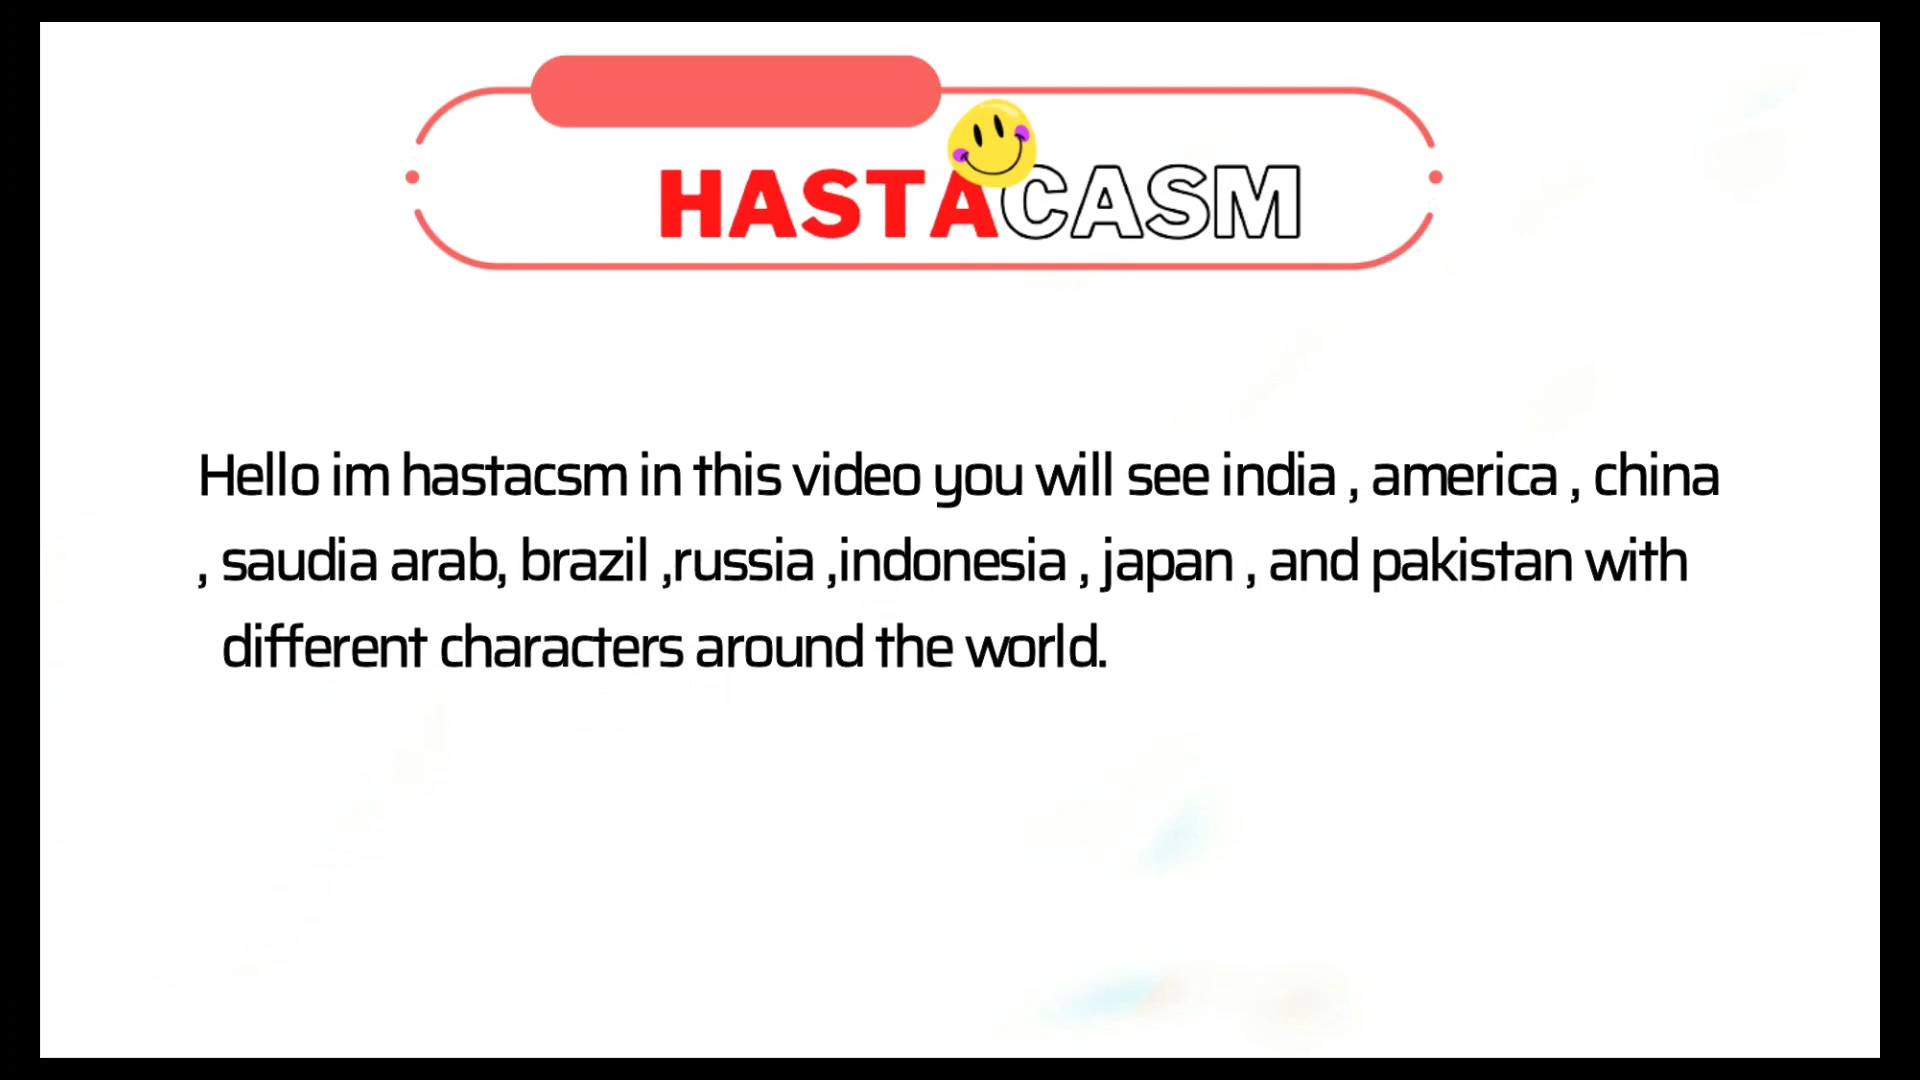 HASTACASM
Hello im hastacsm in this video you will see india , america , china
, saudia arab, brazil ,russia ,indonesia , japan , and pakistan with
different characters around the world.